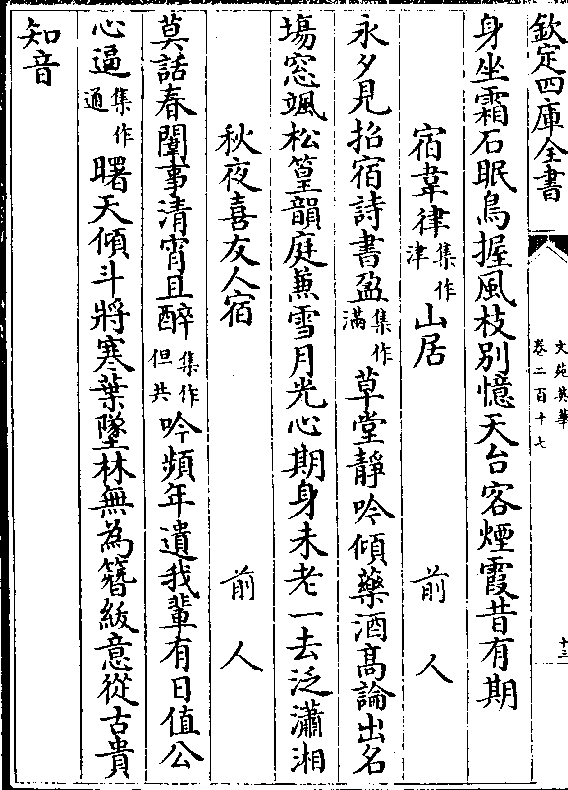 欽定四庫全書
文苑英華
卷二百十七
十三
身坐霜石眠鳥握風枝别憶天台客煙霞昔有期
宿韋律集作津山居 前人
永夕見招宿詩書盈集作滿草堂靜吟傾藥酒髙論出名
塲窓颯松篁韻庭兼雪月光心期身未老一去泛瀟湘
秋夜喜友人宿 前人
莫話春闈事清宵且醉集作但共吟頻年遺我輩有日值公
心逼集作通曙天傾斗將寒葉墜林無為簪紱意從古貴
知音